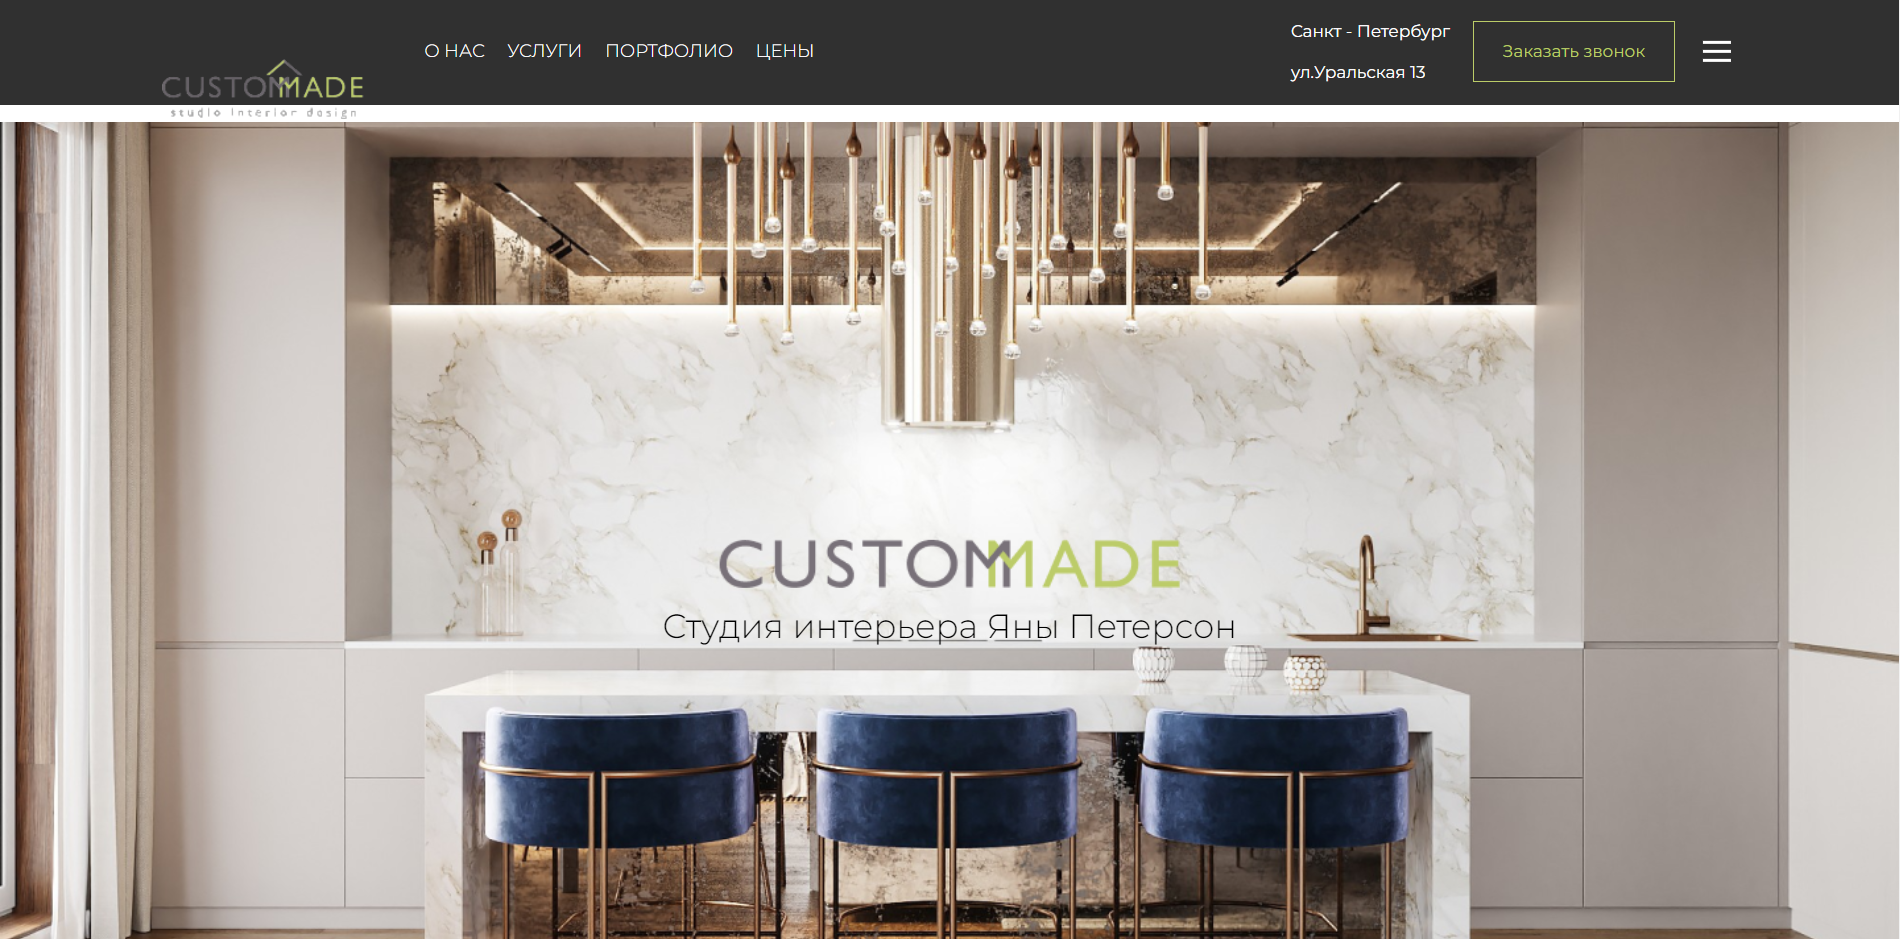 О НАС УСЛУГИ ПОРТФОЛИО ЦЕНЫ
Санкт - Петербург
ул.Уральская 13
Заказать звонок
CUSTOMMADE
studio interior design
CUSTOMMADE
Студия интерьера Яны Петерсон